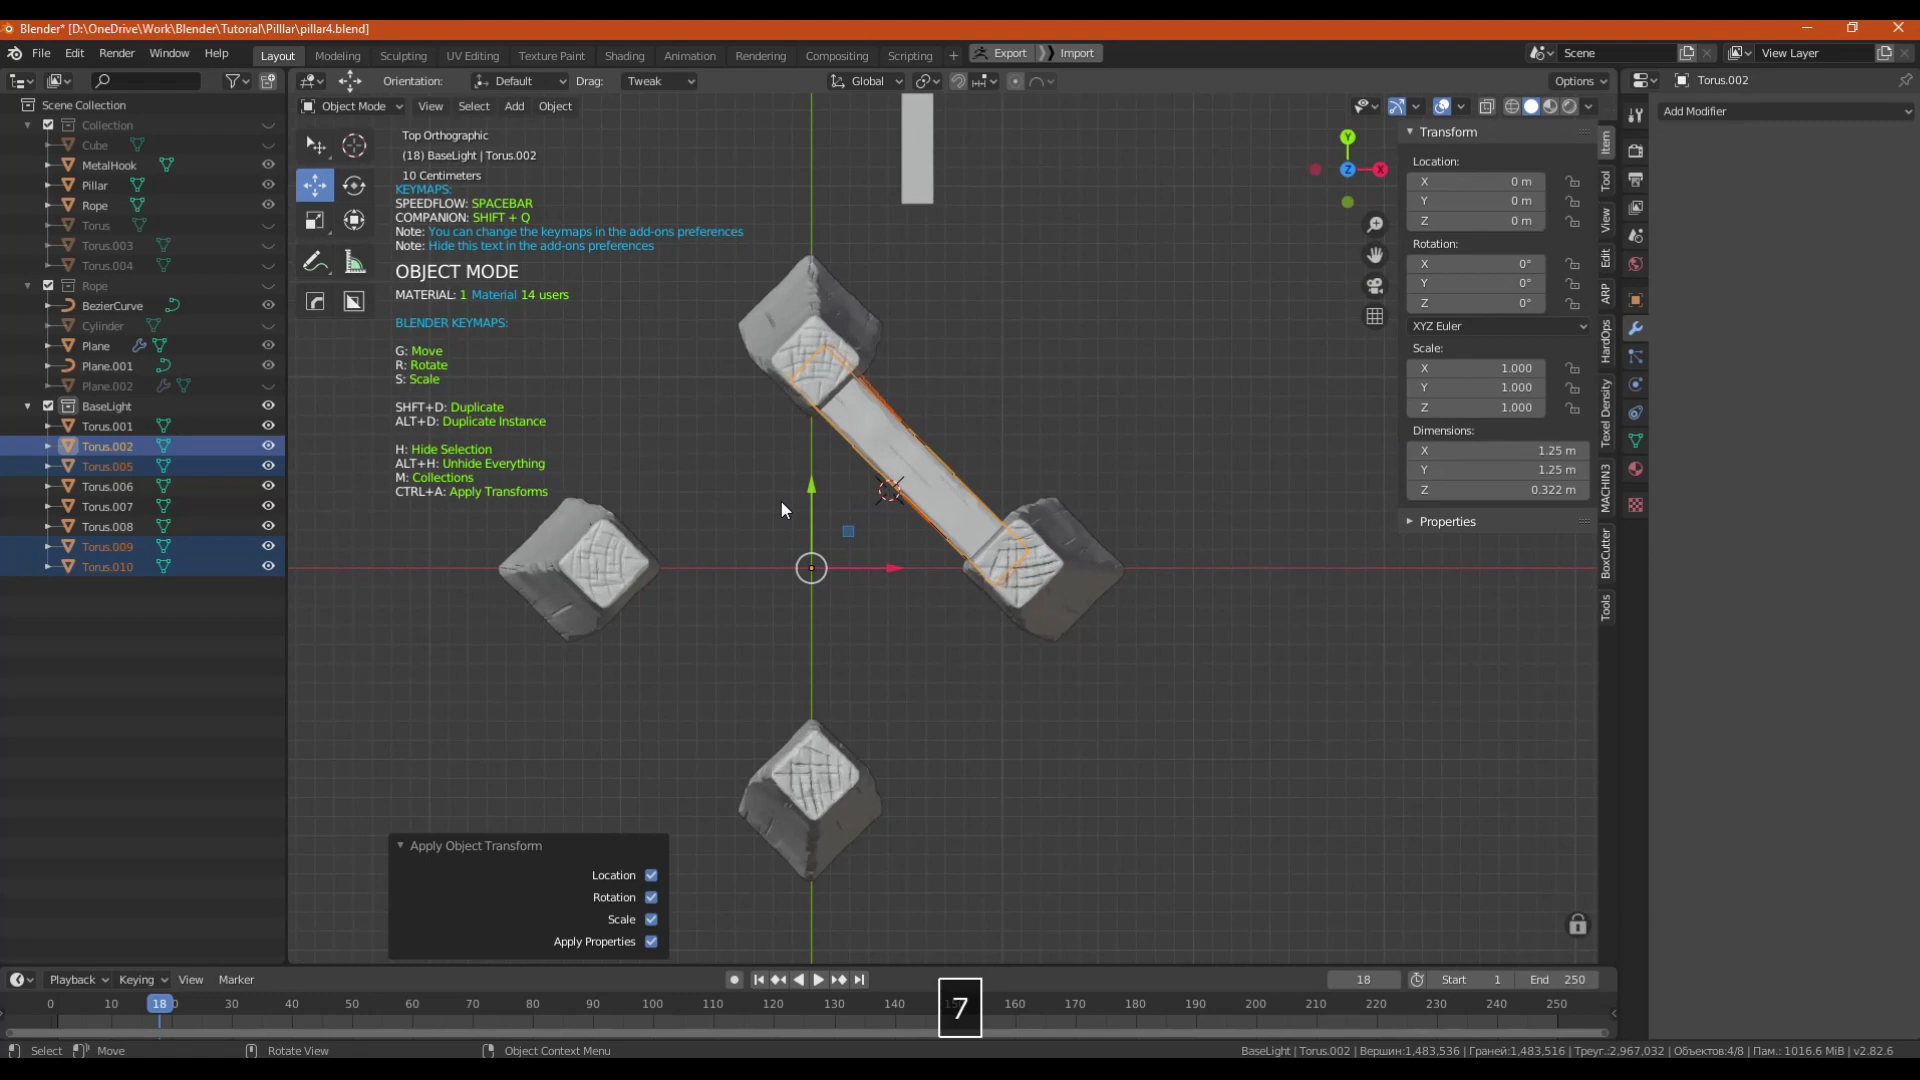 Blender* [D:\OneDrive\Work\Blender\Tutorial\Pilllar\pillar4.blend]
File Edit Render Window Help Layout Modeling Sculpting UV Editing Texture Paint Shading Animation Rendering Compositing Scripting + Export Import Scene View Layer
Orientation: Default Drag: Tweak Global Options Torus.002
Scene Collection
Collection
Cube
MetalHook
Pillar
Rope
Torus
Torus.003
Torus.004
Rope
BezierCurve
Cylinder
Plane
Plane.001
Plane.002
BaseLight
Torus.001
Torus.002
Torus.005
Torus.006
Torus.007
Torus.008
Torus.009
Torus.010
Object Mode View Select Add Object
Top Orthographic
(18) BaseLight | Torus.002
10 Centimeters
KEYMAPS:
SPEEDFLOW: SPACEBAR
COMPANION: SHIFT + Q
Note: You can change the keymaps in the add-ons preferences
Note: Hide this text in the add-ons preferences
OBJECT MODE
MATERIAL: 1 Material 14 users
BLENDER KEYMAPS:
G: Move
R: Rotate
S: Scale
SHFT+D: Duplicate
ALT+D: Duplicate Instance
H: Hide Selection
ALT+H: Unhide Everything
M: Collections
CTRL+A: Apply Transforms
Y
X
Z
Transform
Location:
X 0 m
Y 0 m
Z 0 m
Rotation:
X 0°
Y 0°
Z 0°
XYZ Euler
Scale:
X 1.000
Y 1.000
Z 1.000
Dimensions:
X 1.25 m
Y 1.25 m
Z 0.322 m
Properties
Item
Tool
View
Edit
ARP
HardOps
Texel Density
MACHIN3
BoxCutter
Tools
Add Modifier
Apply Object Transform
Location
Rotation
Scale
Apply Properties
Playback Keying View Marker 18 Start 1 End 250
0 10 18 30 40 50 60 70 80 90 100 110 120 130 140 160 170 180 190 200 210 220 230 240 250
7
Select Move Rotate View Object Context Menu BaseLight | Torus.002 | Вершин:1,483,536 | Граней:1,483,516 | Треуг.:2,967,032 | Объектов:4/8 | Пам.: 1016.6 MiB | v2.82.6